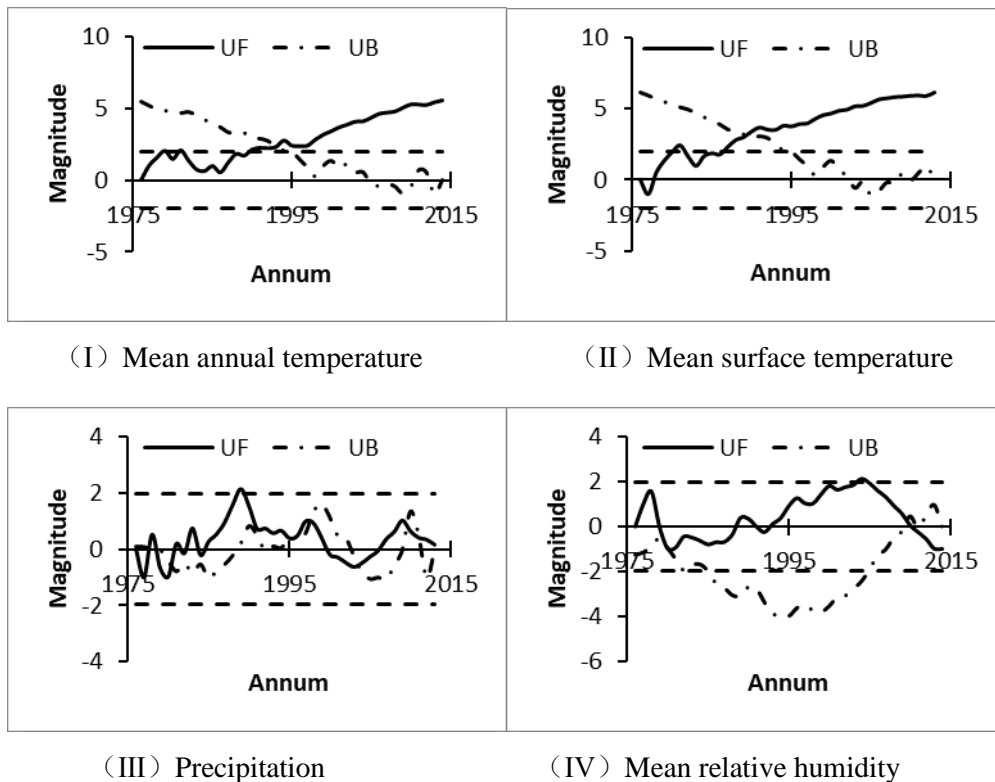 10
5
0
-5
Magnitude
UF UB
1975 1995 2015
Annum
（I）Mean annual temperature
10
5
0
-5
Magnitude
UF UB
1975 1995 2015
Annum
（II）Mean surface temperature
4
2
0
-2
-4
Magnitude
UF UB
1975 1995 2015
Annum
（III）Precipitation
4
2
0
-2
-4
-6
Magnitude
UF UB
1975 1995 2015
Annum
（IV）Mean relative humidity